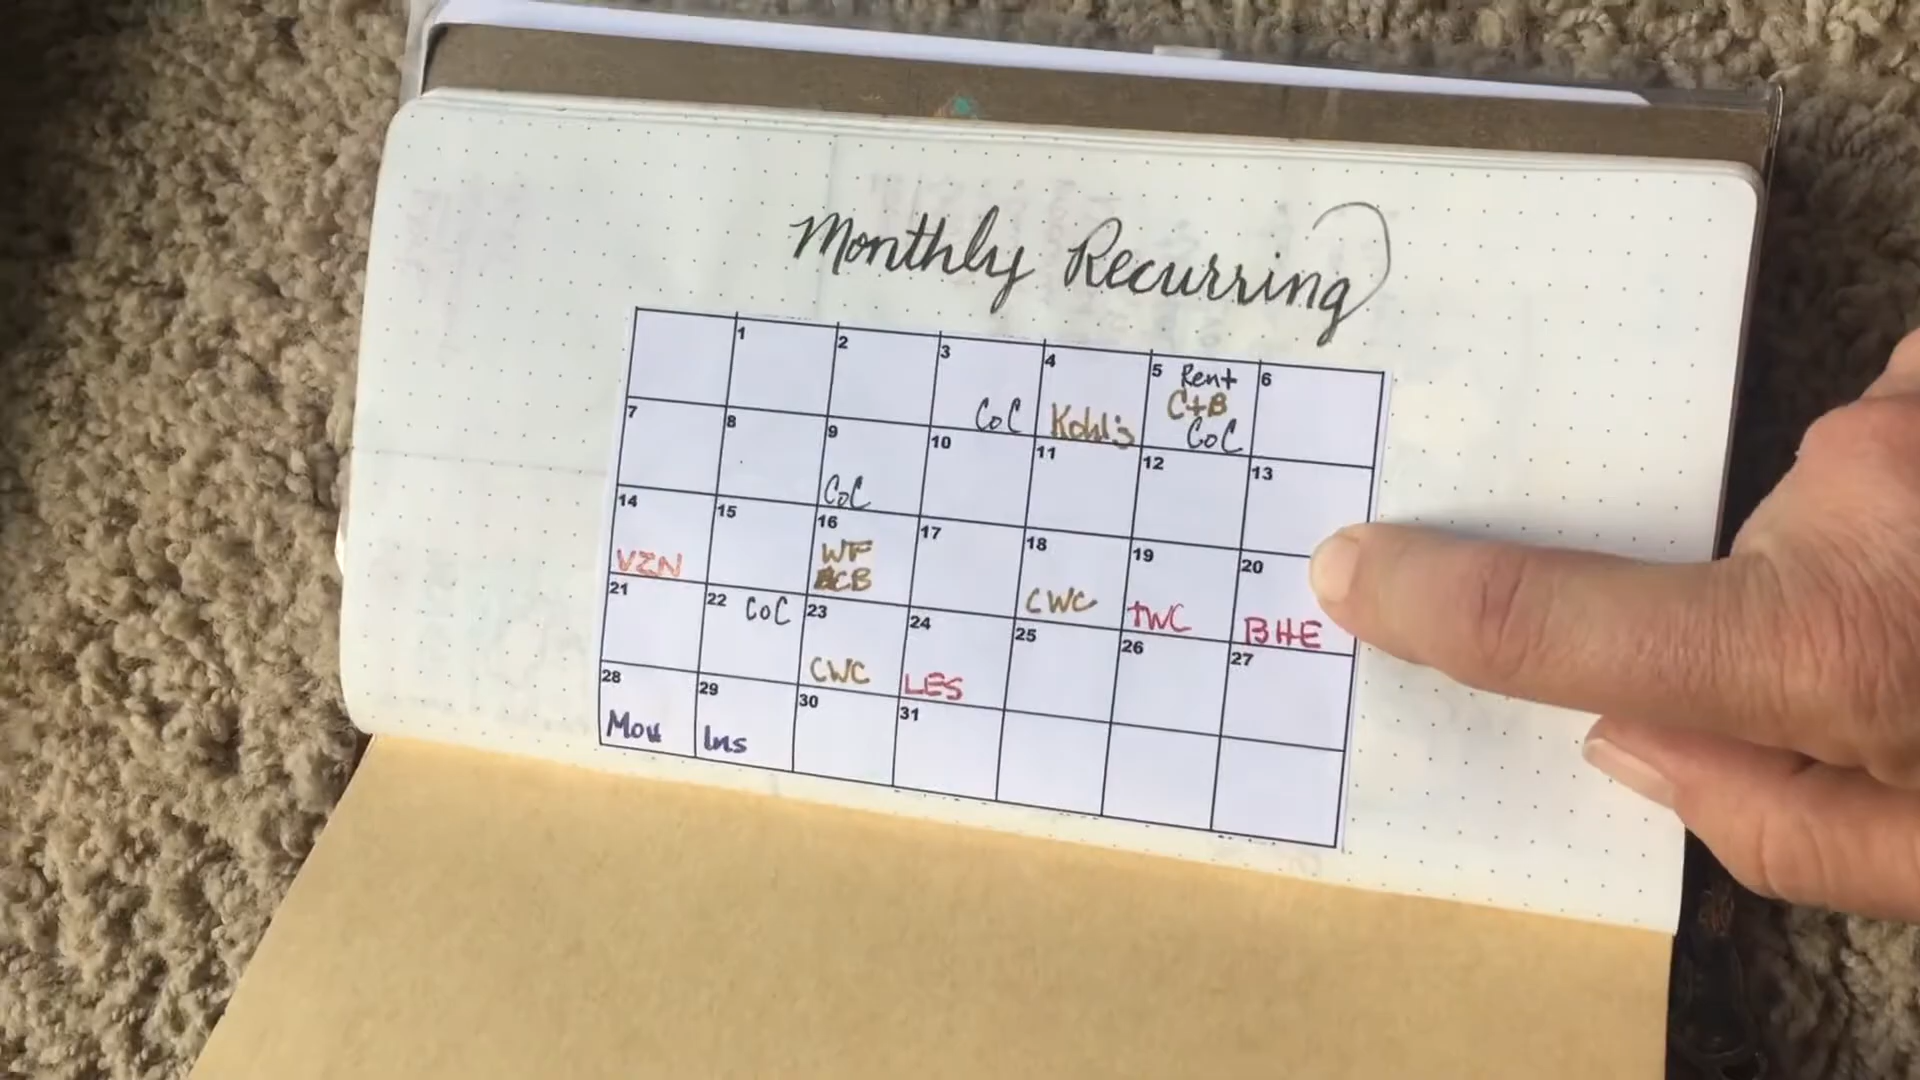 Monthly Recurring
1 2 3 4 5 6
CoC Kohl's Rent
C+B
CoC
7 8 9 10 11 12 13
CoC
14 15 16 17 18 19 20
VZN WF
CB CWC TWC BHE
21 22 23 24 25 26 27
CoC CWC LES
28 29 30 31
Mou Ins